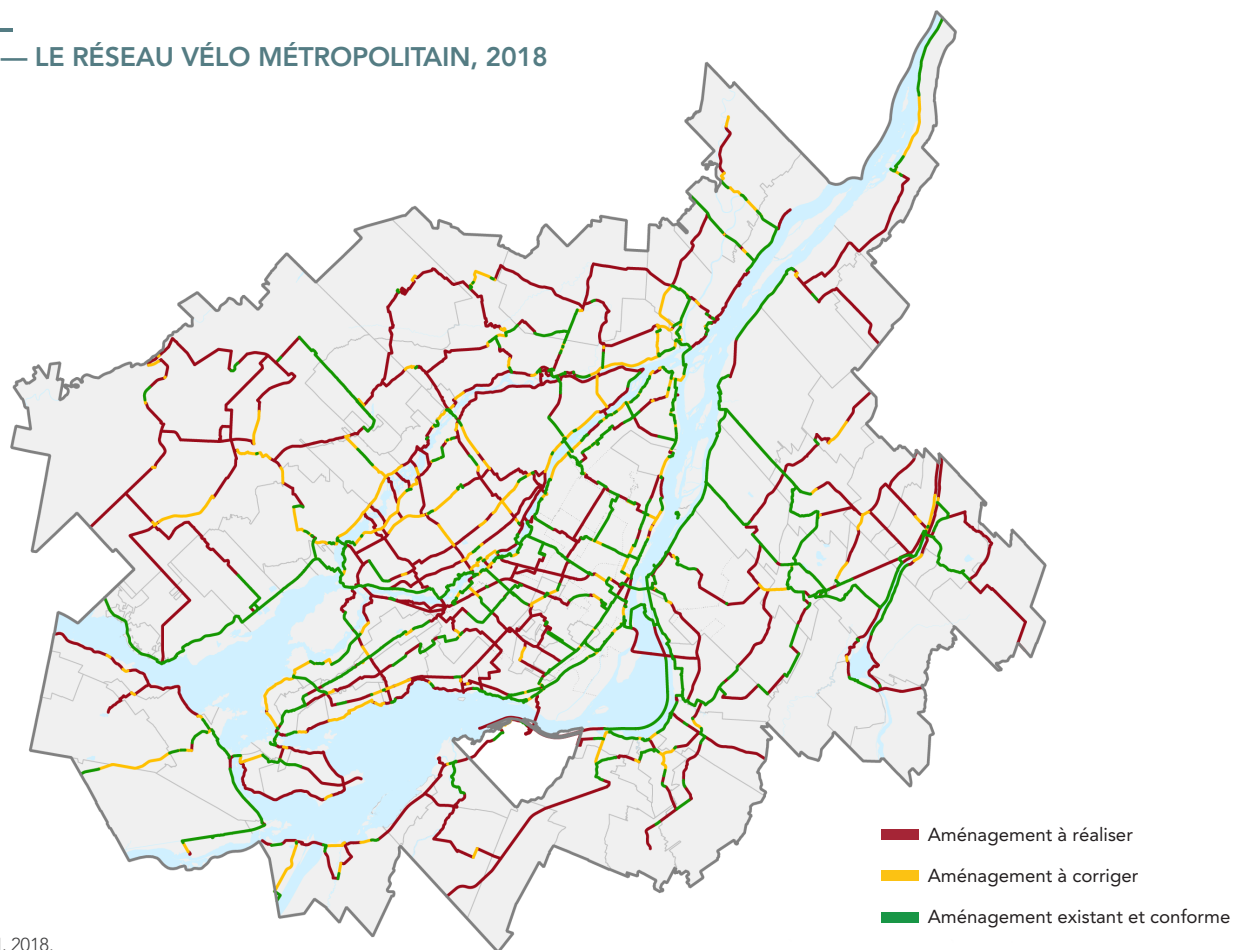 — LE RÉSEAU VÉLO MÉTROPOLITAIN, 2018
Aménagement à réaliser
Aménagement à corriger
Aménagement existant et conforme
2018.